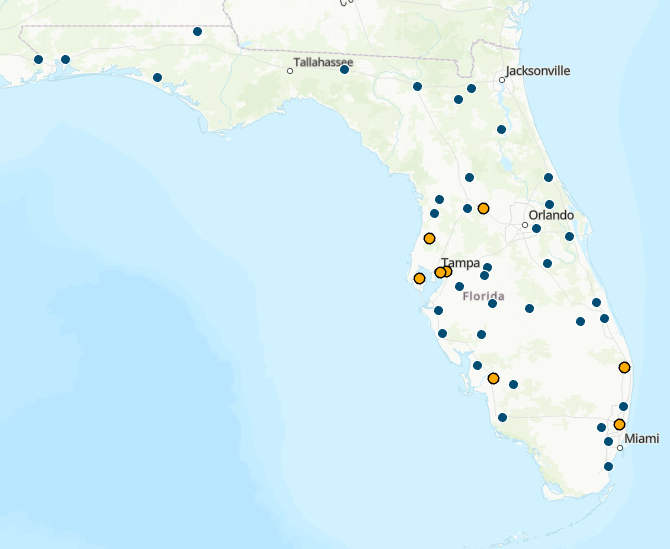 Tallahassee
Jacksonville
Orlando
Tampa
Florida
Miami